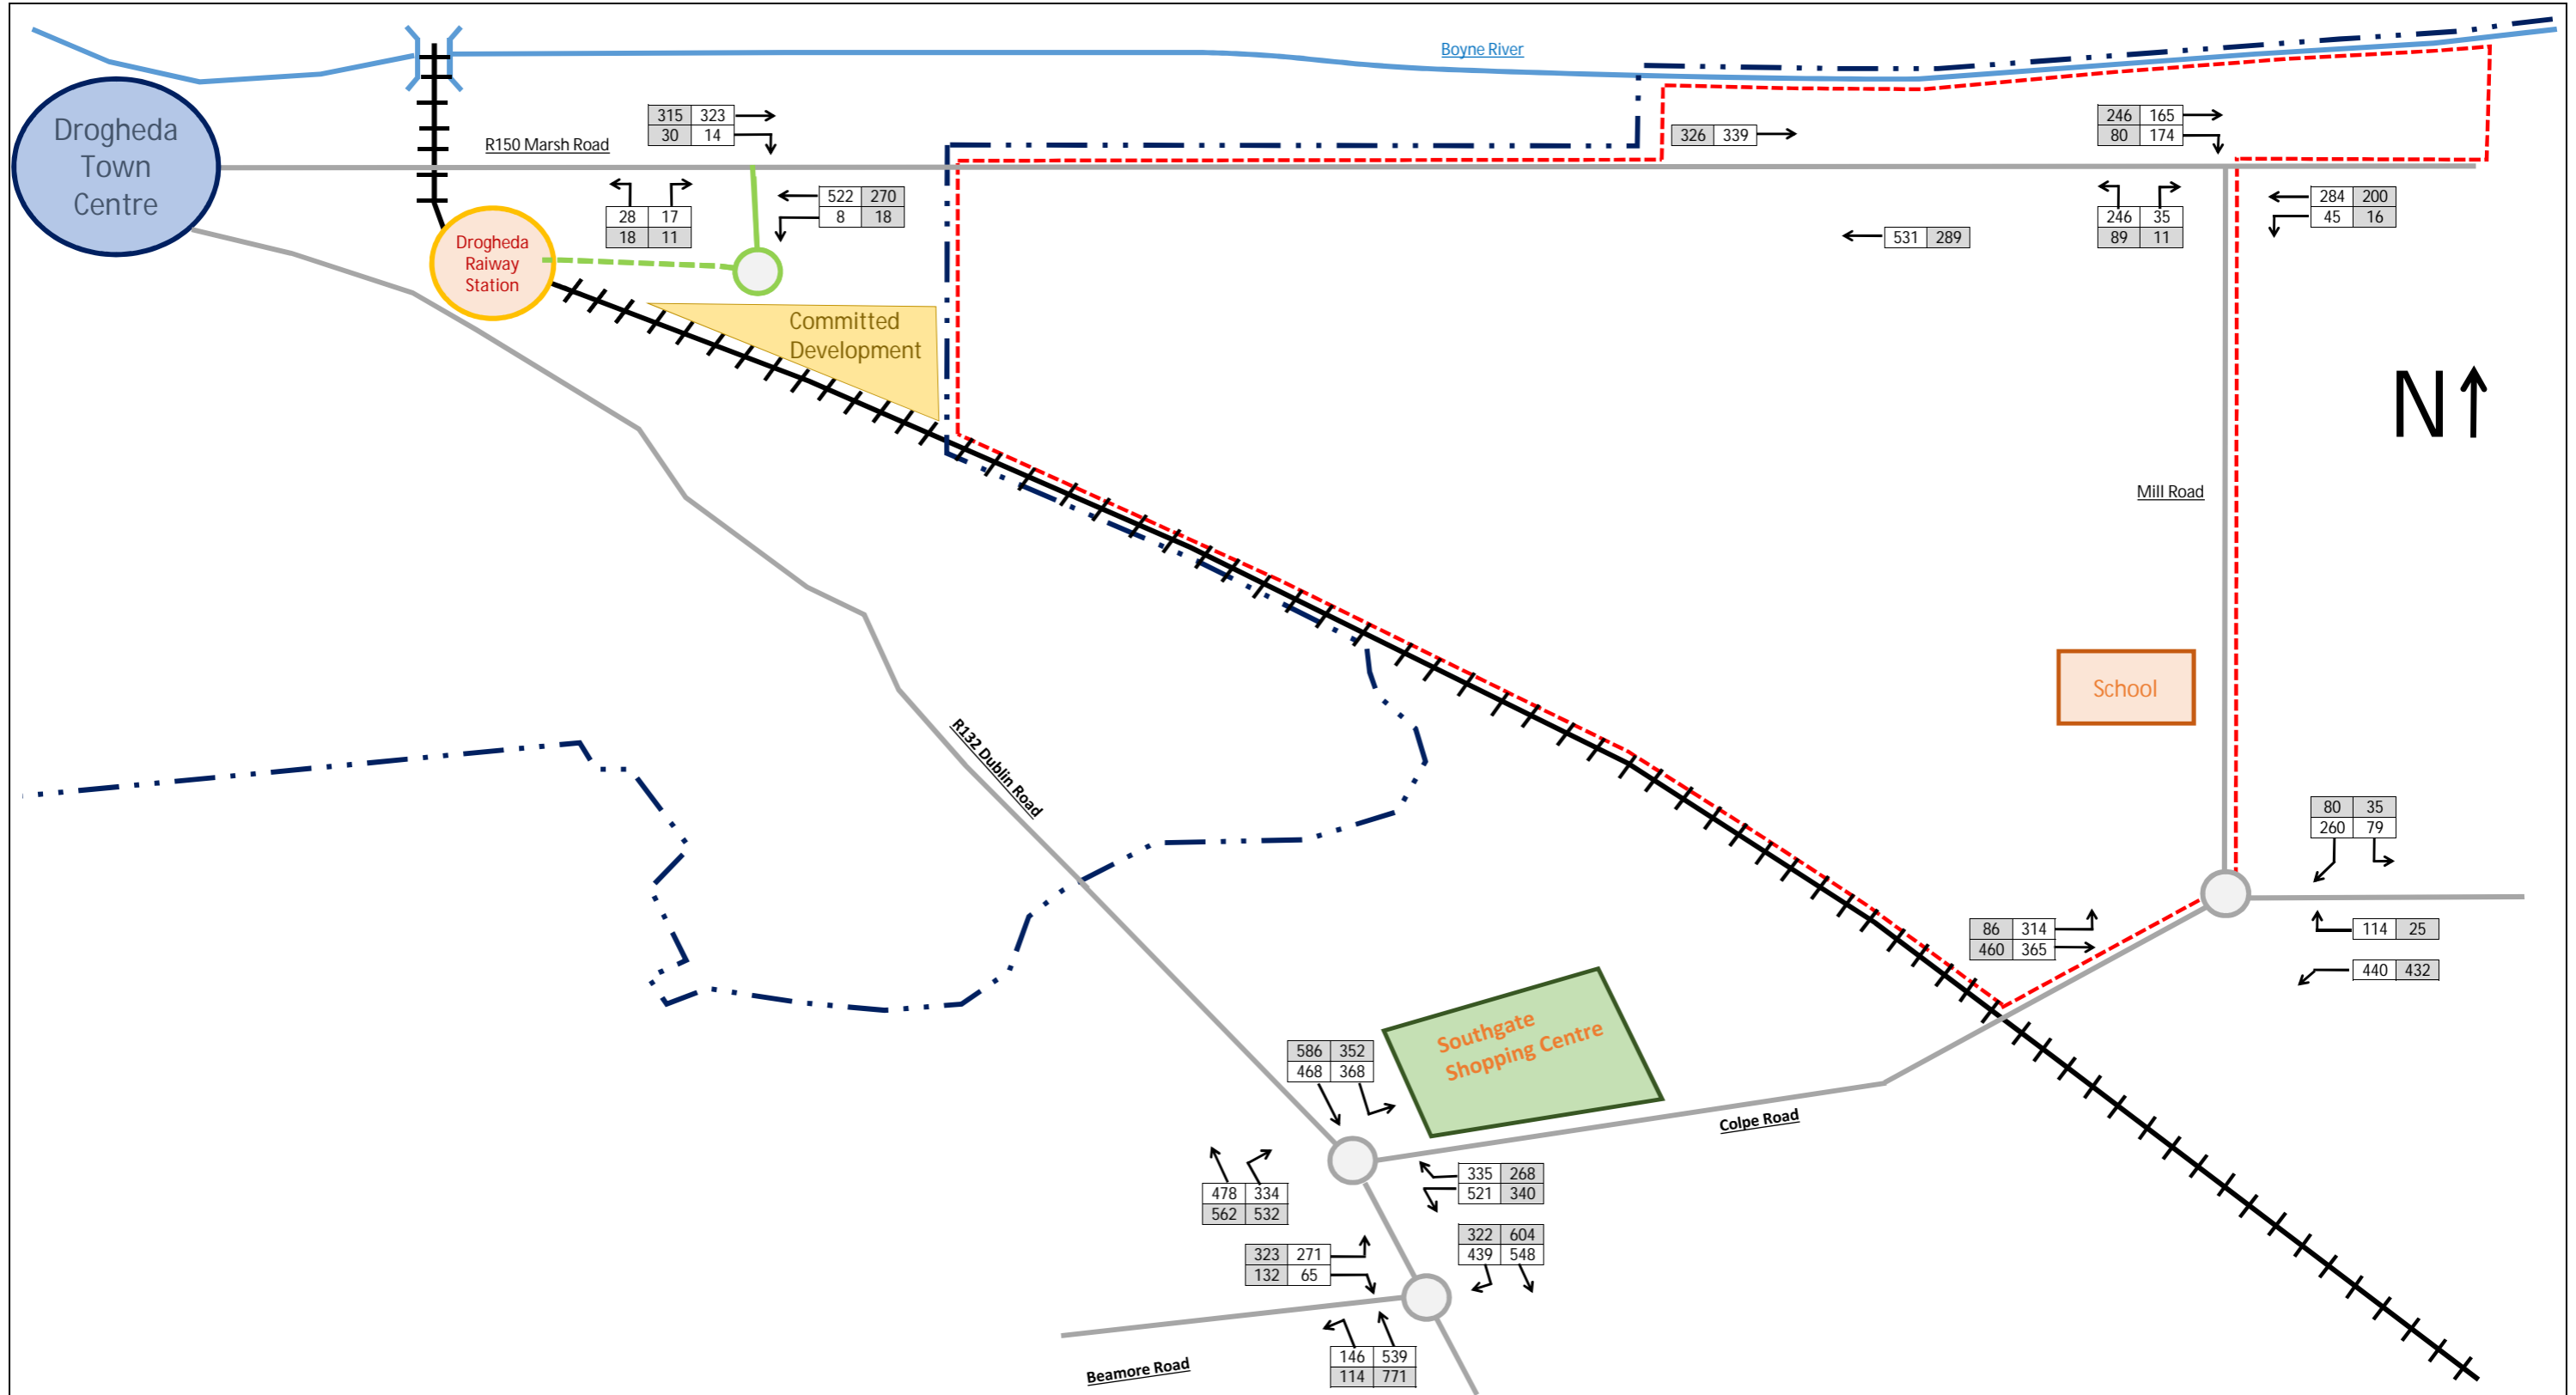 Boyne River
Drogheda
Town
Centre
R150 Marsh Road
315 323
30 14
326 339
246 165
80 174
28 17
18 11
522 270
8 18
531 289
246 35
89 11
284 200
45 16
Drogheda
Raiway
Station
Committed
Development
N
Mill Road
School
R132 Dublin Road
80 35
260 79
86 314
460 365
114 25
440 432
Southgate
Shopping Centre
586 352
468 368
Colpe Road
478 334
562 532
335 268
521 340
323 271
132 65
322 604
439 548
146 539
114 771
Beamore Road